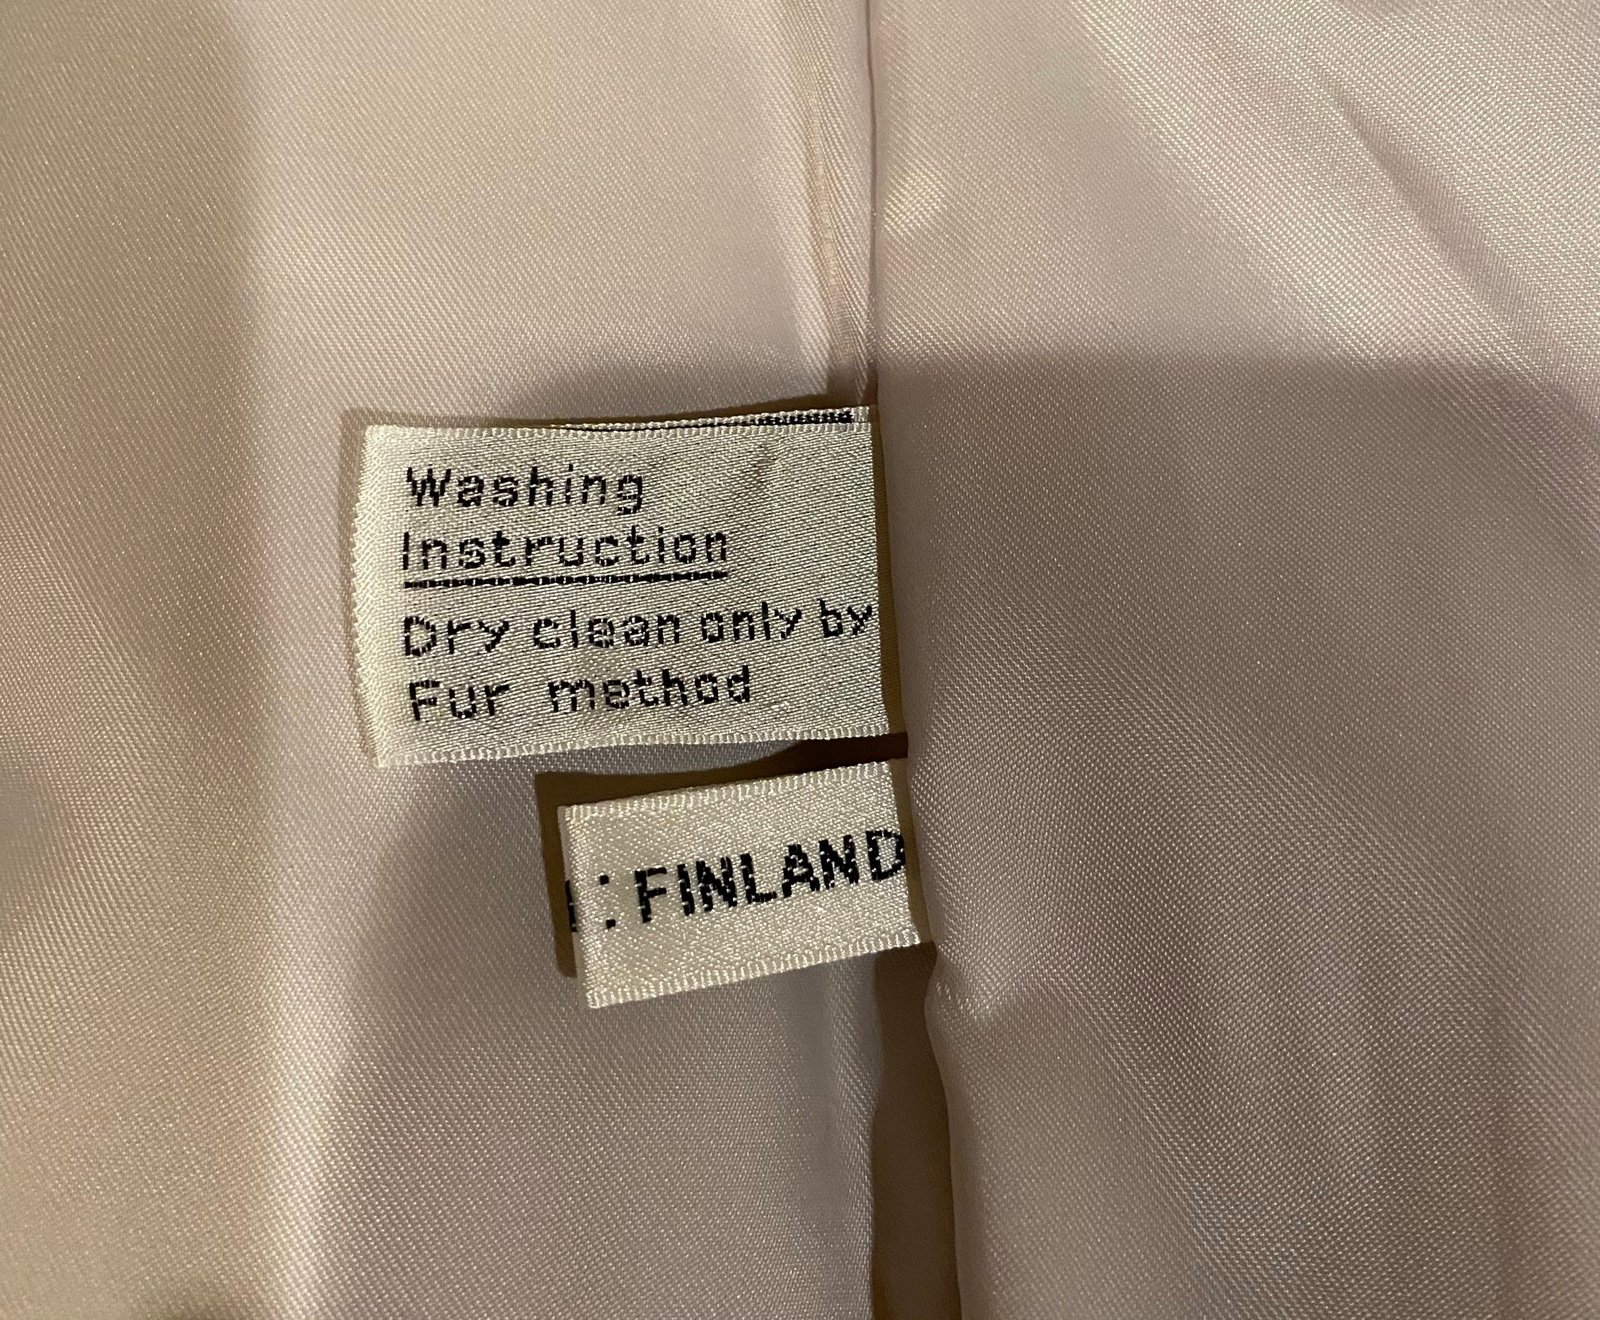 Washing
Instruction
Dry clean only by
Fur method
: FINLAND